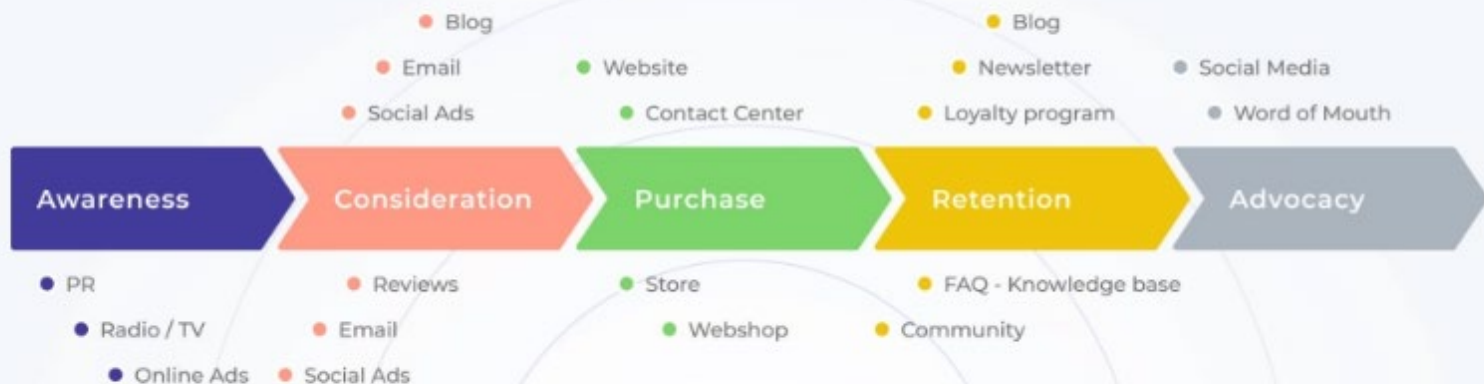 Blog
Blog
Email
Website
Newsletter
Social Media
Social Ads
Contact Center
Loyalty program
Word of Mouth
Awareness
Consideration
Purchase
Retention
Advocacy
PR
Reviews
Store
FAQ - Knowledge base
Radio / TV
Email
Webshop
Community
Online Ads
Social Ads